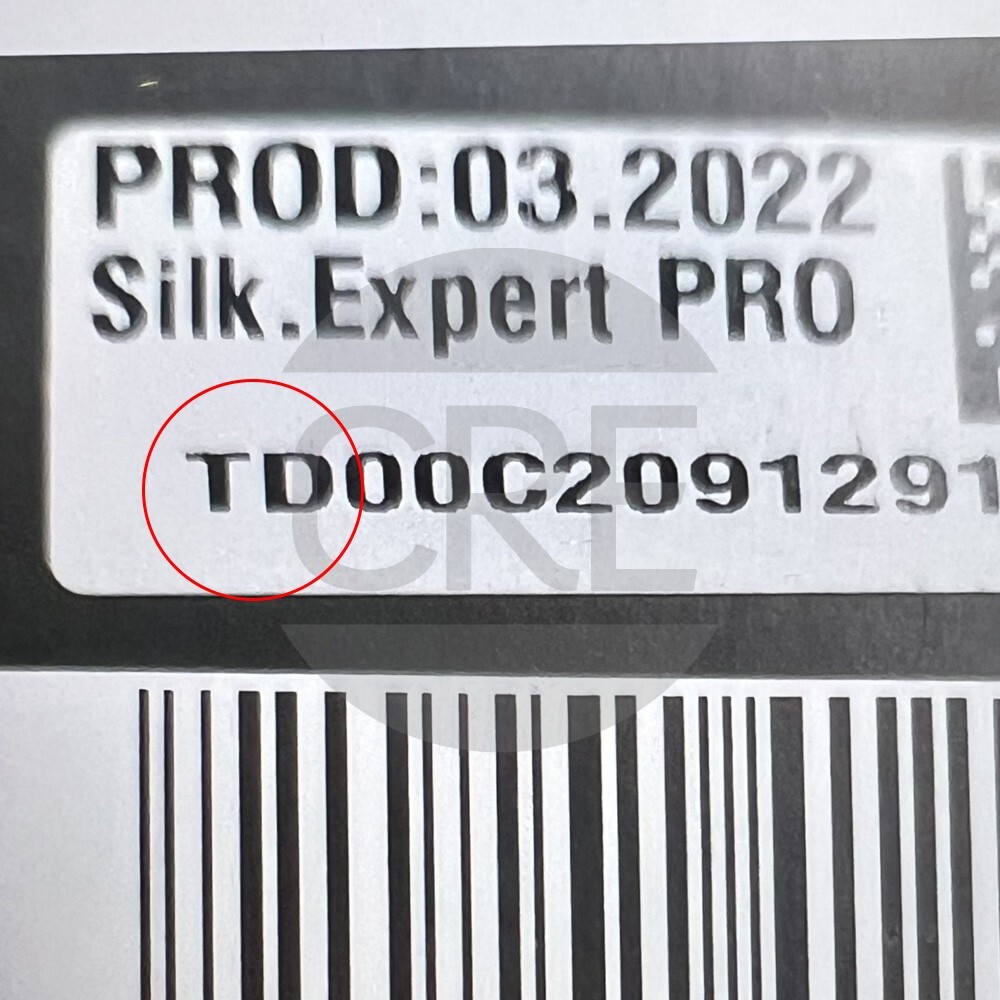 PROD:03.2022
Silk.Expert PRO
TD00C2091291
CRE